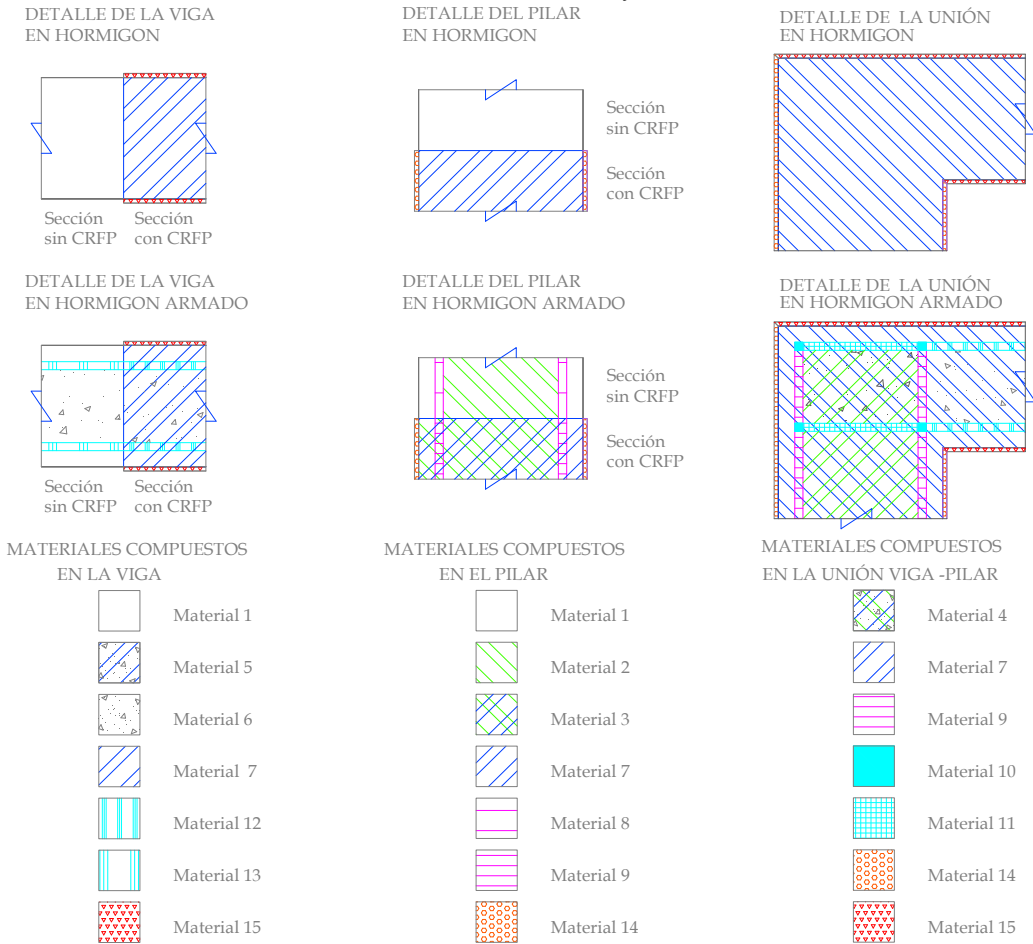 DETALLE DE LA VIGA
EN HORMIGON
DETALLE DEL PILAR
EN HORMIGON
DETALLE DE LA UNIÓN
EN HORMIGON
Sección
sin CRFP
Sección
con CRFP
Sección
sin CRFP
Sección
con CRFP
DETALLE DE LA VIGA
EN HORMIGON ARMADO
DETALLE DEL PILAR
EN HORMIGON ARMADO
DETALLE DE LA UNIÓN
EN HORMIGON ARMADO
Sección
sin CRFP
Sección
con CRFP
Sección
sin CRFP
Sección
con CRFP
MATERIALES COMPUESTOS
EN LA VIGA
Material 1
Material 5
Material 6
Material 7
Material 12
Material 13
Material 15
MATERIALES COMPUESTOS
EN EL PILAR
Material 1
Material 2
Material 3
Material 7
Material 8
Material 9
Material 14
MATERIALES COMPUESTOS
EN LA UNIÓN VIGA -PILAR
Material 4
Material 7
Material 9
Material 10
Material 11
Material 14
Material 15